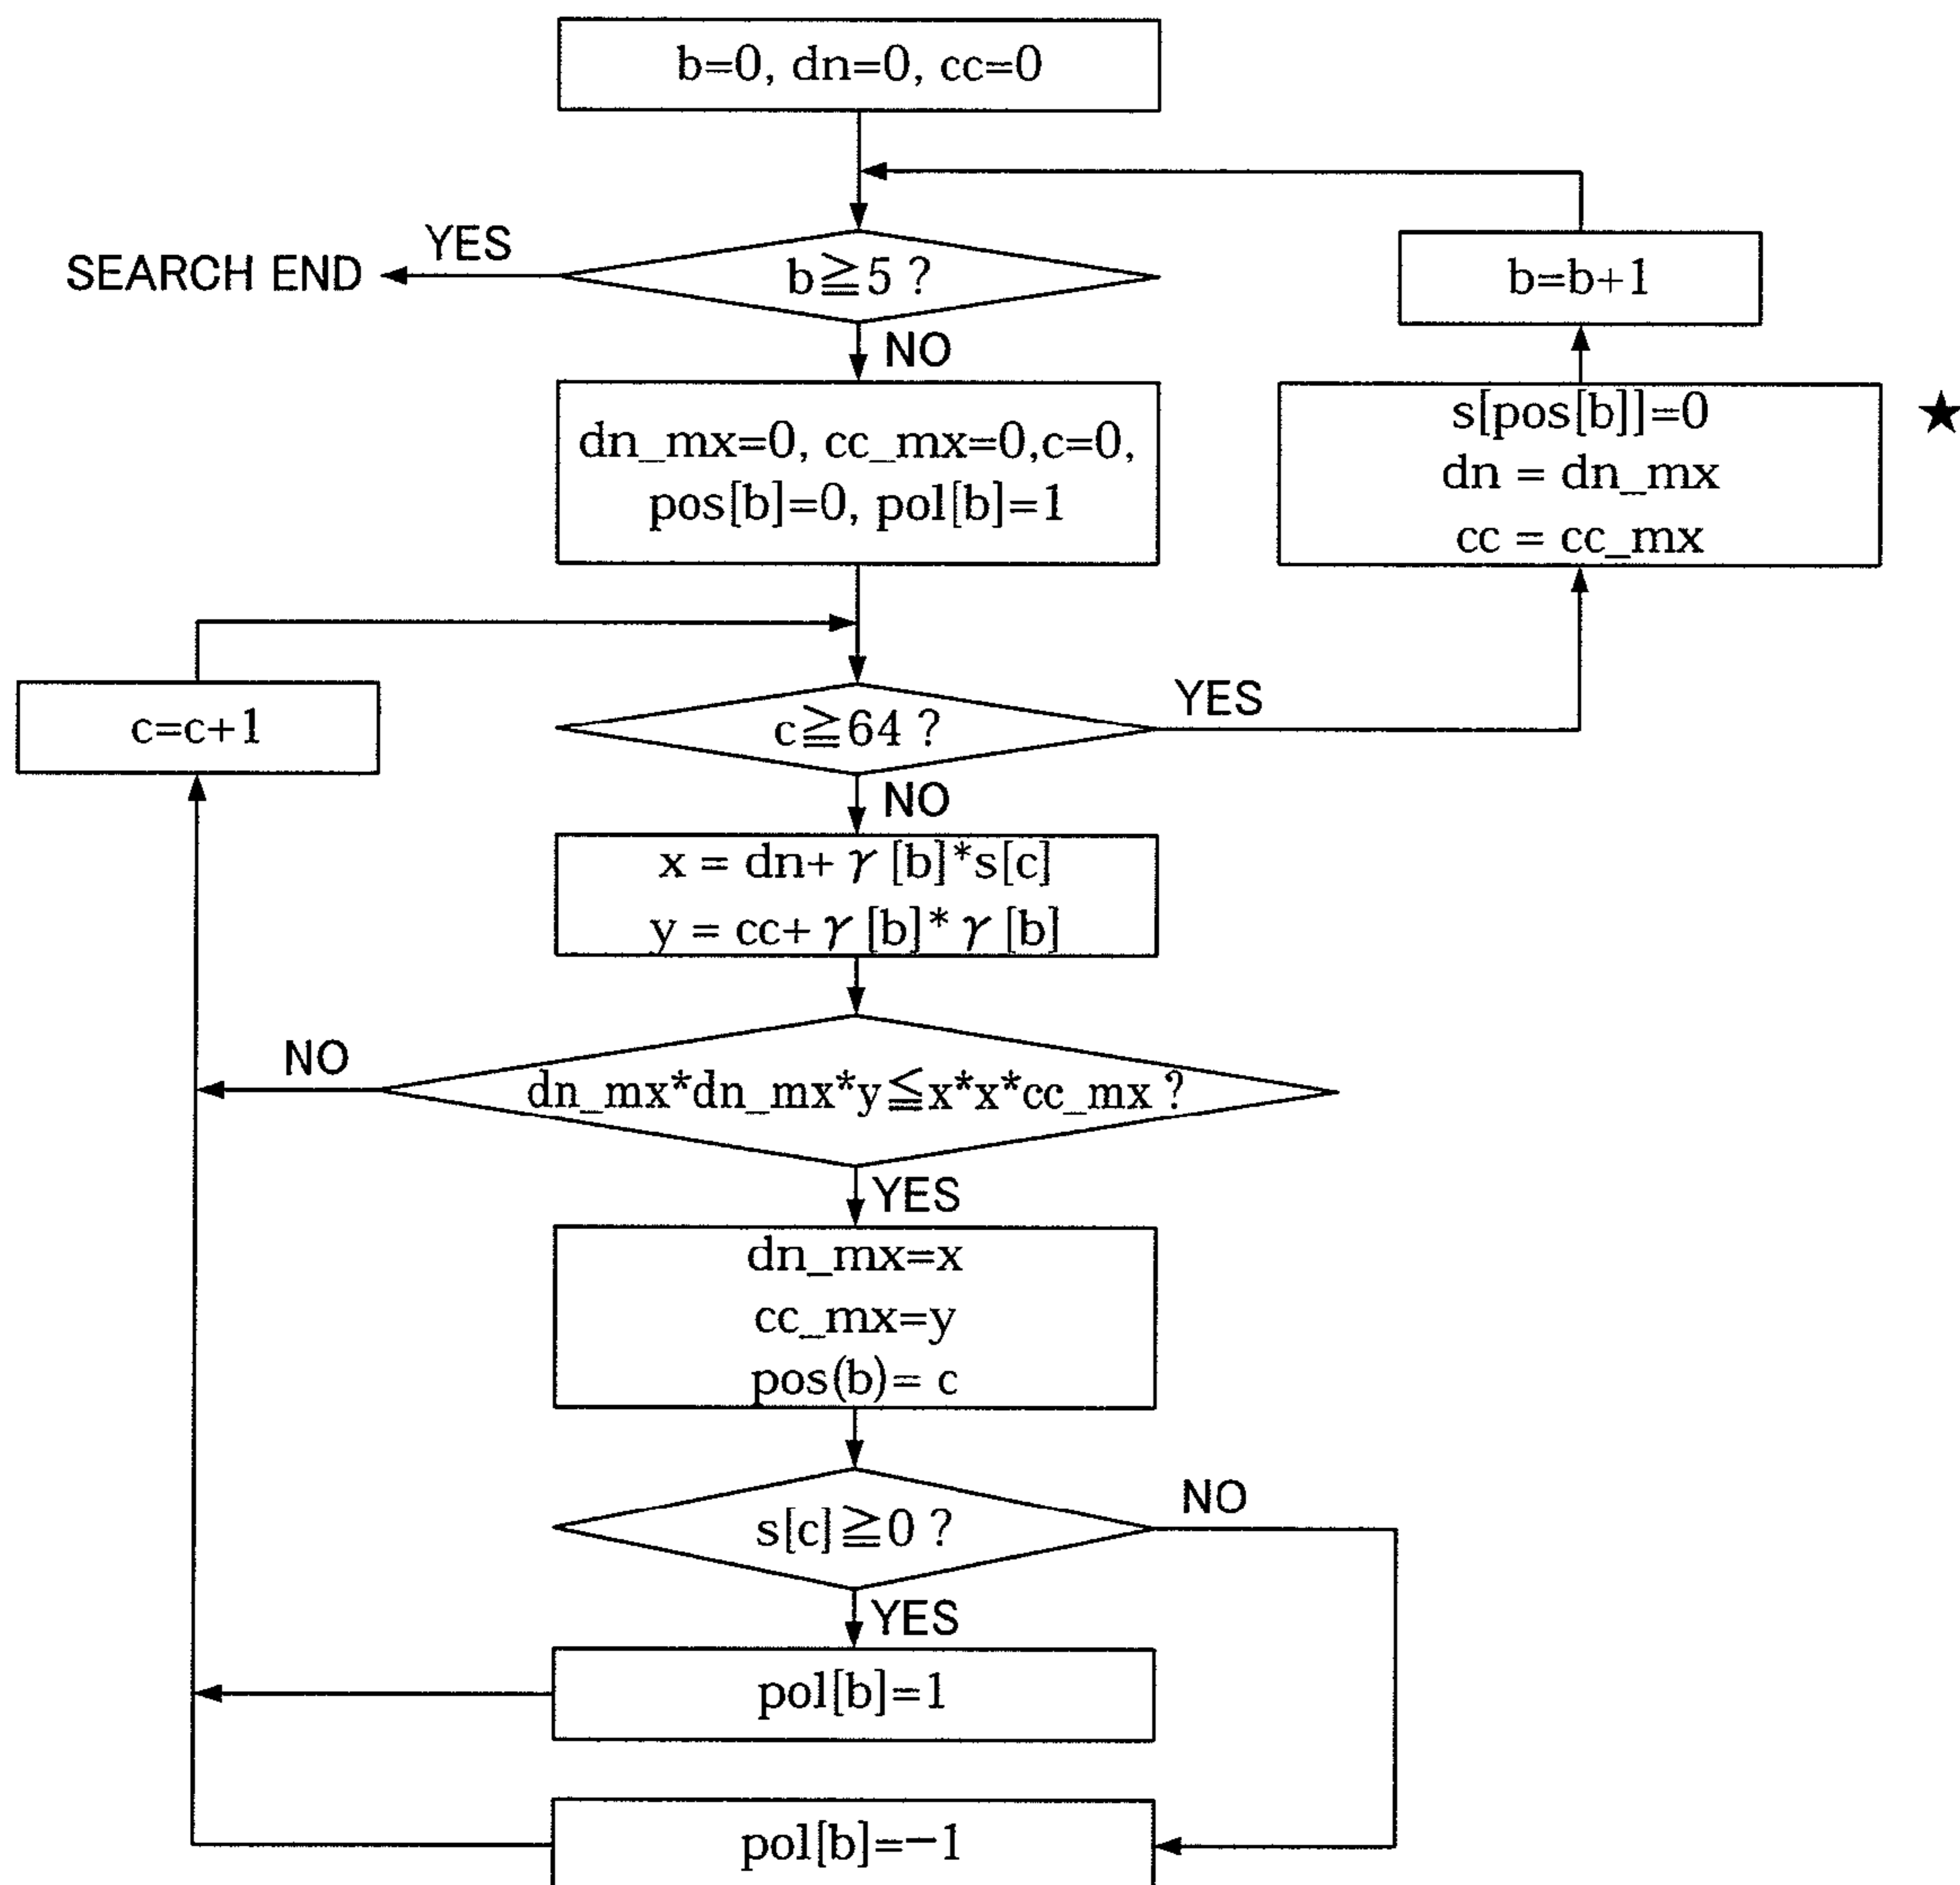 b=0, dn=0, cc=0
YES
SEARCH END
b≧5 ?
b=b+1
NO
dn_mx=0, cc_mx=0,c=0,
pos[b]=0, pol[b]=1
s[pos[b]]=0
dn = dn_mx
cc = cc_mx
★
c=c+1
c≧64 ?
YES
NO
x = dn+ γ [b]*s[c]
y = cc+ γ [b]* γ [b]
NO
dn_mx*dn_mx*y≦x*x*cc_mx ?
YES
dn_mx=x
cc_mx=y
pos(b)= c
s[c]≧0 ?
NO
YES
pol[b]=1
pol[b]=−1